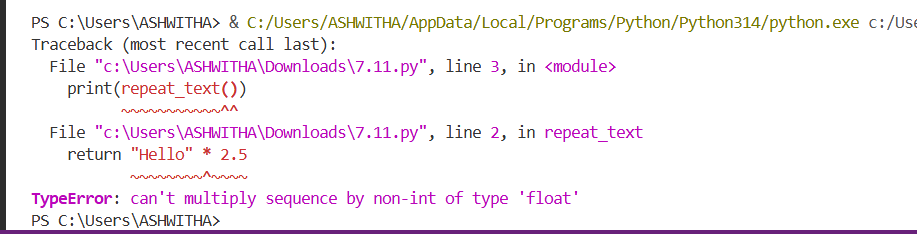 PS C:\Users\ASHWITHA> & C:/Users/ASHWITHA/AppData/Local/Programs/Python/Python314/python.exe c:/Use
Traceback (most recent call last):
  File "c:\Users\ASHWITHA\Downloads\7.11.py", line 3, in <module>
    print(repeat_text())
          ~~~~~~~~~~~^^
  File "c:\Users\ASHWITHA\Downloads\7.11.py", line 2, in repeat_text
    return "Hello" * 2.5
           ~~~~~~~~^~~~~
TypeError: can't multiply sequence by non-int of type 'float'
PS C:\Users\ASHWITHA>